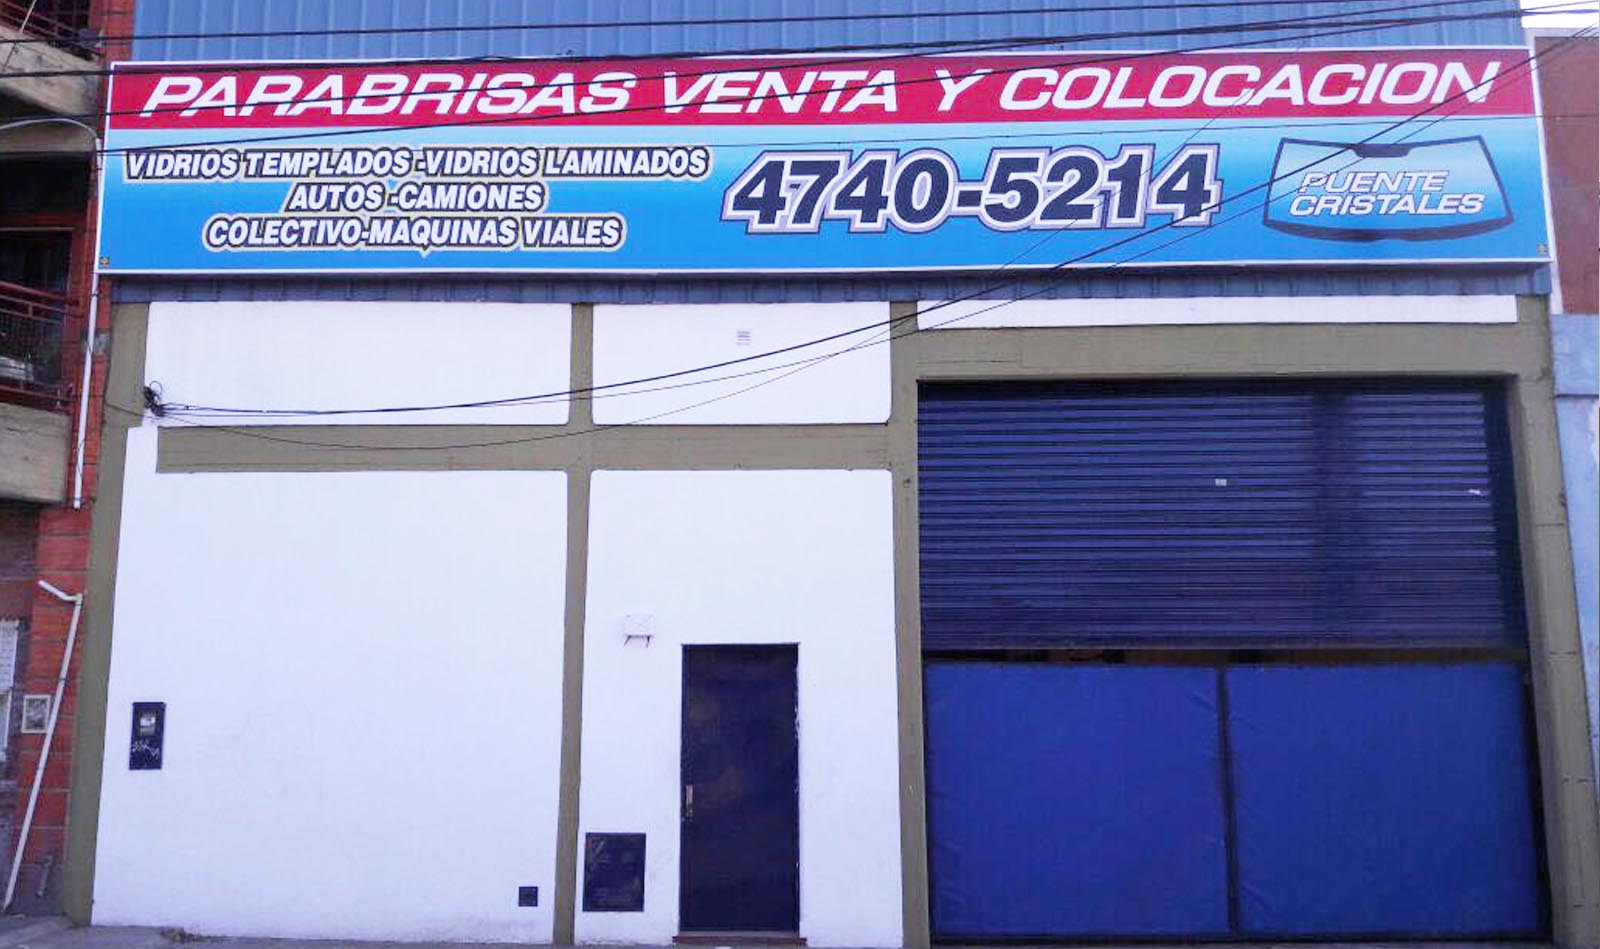 PARABRISAS VENTA Y COLOCACION
VIDRIOS TEMPLADOS -VIDRIOS LAMINADOS
AUTOS -CAMIONES
COLECTIVO-MAQUINAS VIALES
4740-5214
PUENTE
CRISTALES